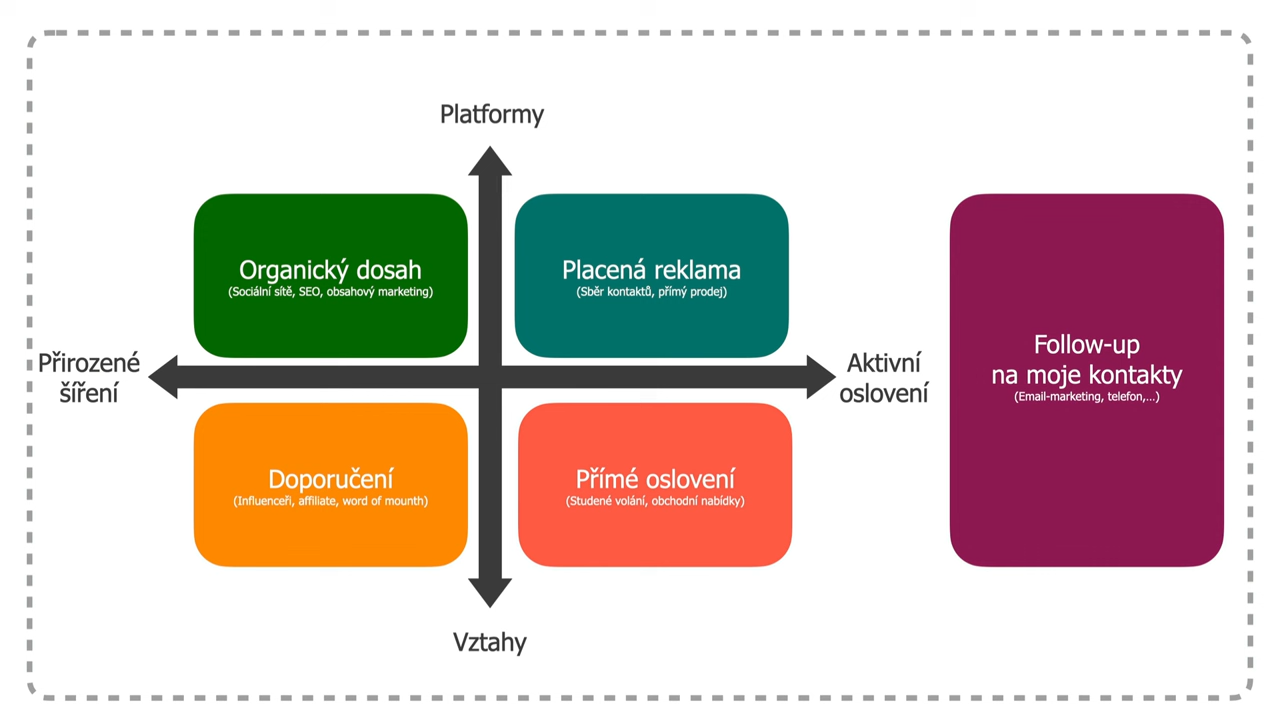 Platformy
Organický dosah
(Sociální sítě, SEO, obsahový marketing)
Placená reklama
(Sběr kontaktů, přímý prodej)
Přirozené
šíření
Aktivní
oslovení
Follow-up
na moje kontakty
(Email-marketing, telefon,...)
Doporučení
(Influenceři, affiliate, word of mounth)
Přímé oslovení
(Studené volání, obchodní nabídky)
Vztahy